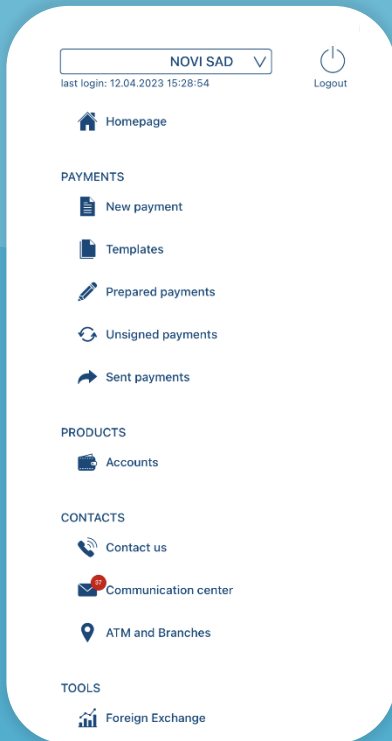 NOVI SAD
last login: 12.04.2023 15:28:54
Logout
Homepage
PAYMENTS
New payment
Templates
Prepared payments
Unsigned payments
Sent payments
PRODUCTS
Accounts
CONTACTS
Contact us
37
Communication center
ATM and Branches
TOOLS
Foreign Exchange